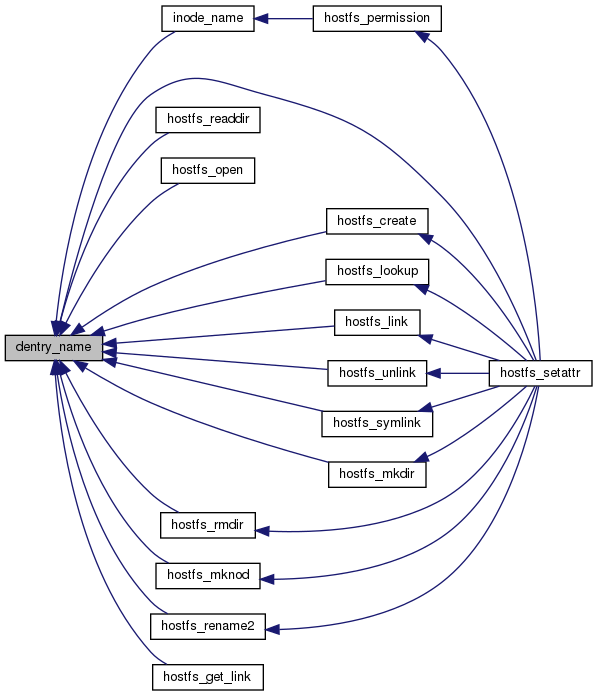 inode_name
hostfs_permission
hostfs_readdir
hostfs_open
hostfs_create
hostfs_lookup
hostfs_link
dentry_name
hostfs_unlink
hostfs_setattr
hostfs_symlink
hostfs_mkdir
hostfs_rmdir
hostfs_mknod
hostfs_rename2
hostfs_get_link